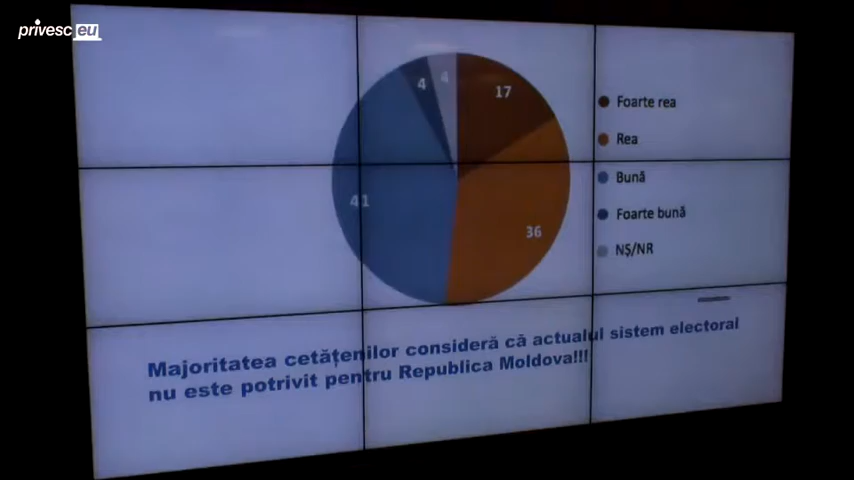 privesc.eu
4
4
17
41
36
Foarte rea
Rea
Bună
Foarte bună
NȘ/NR
Majoritatea cetățenilor consideră că actualul sistem electoral
nu este potrivit pentru Republica Moldova!!!